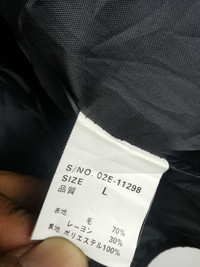 S/NO. 02E-11298
SIZE L
品質
表地 毛 70%
レーヨン 30%
裏地 ポリエステル100%